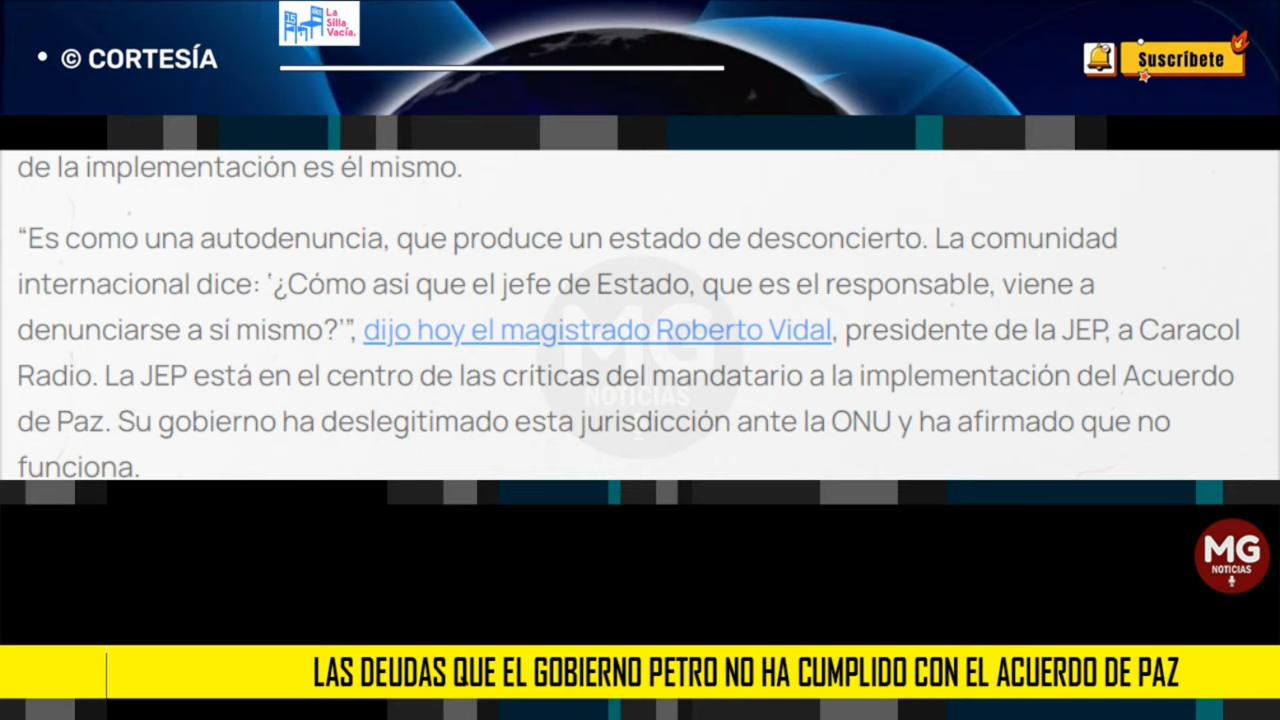 • © CORTESÍA
15 AÑOS
La
Silla
Vacía.
Suscríbete
de la implementación es él mismo.
“Es como una autodenuncia, que produce un estado de desconcierto. La comunidad
internacional dice: ‘¿Cómo así que el jefe de Estado, que es el responsable, viene a
denunciarse a sí mismo?’”, dijo hoy el magistrado Roberto Vidal, presidente de la JEP, a Caracol
Radio. La JEP está en el centro de las críticas del mandatario a la implementación del Acuerdo
de Paz. Su gobierno ha deslegitimado esta jurisdicción ante la ONU y ha afirmado que no
funciona.
MG
NOTICIAS
MG
NOTICIAS
LAS DEUDAS QUE EL GOBIERNO PETRO NO HA CUMPLIDO CON EL ACUERDO DE PAZ